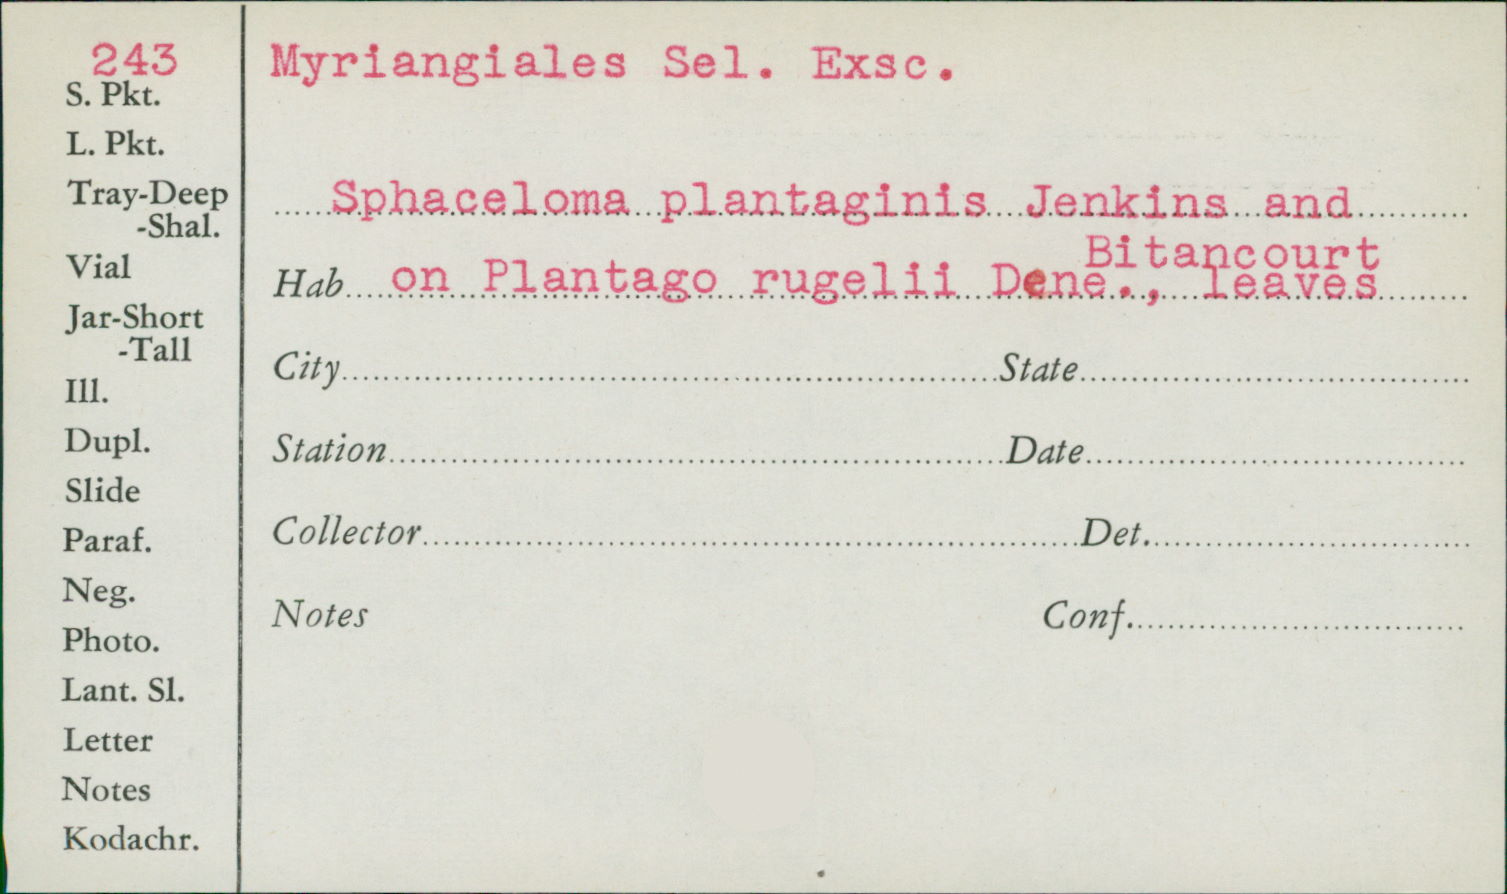 243
S. Pkt.
L. Pkt.
Tray-Deep
-Shal.
Vial
Jar-Short
-Tall
Ill.
Dupl.
Slide
Paraf.
Neg.
Photo.
Lant. Sl.
Letter
Notes
Kodachr.
Myriangiales Sel. Exsc.
Sphaceloma plantaginis Jenkins and
Bitancourt
Hab on Plantago rugelii Dene., leaves
City State
Station Date
Collector Det.
Notes Conf.